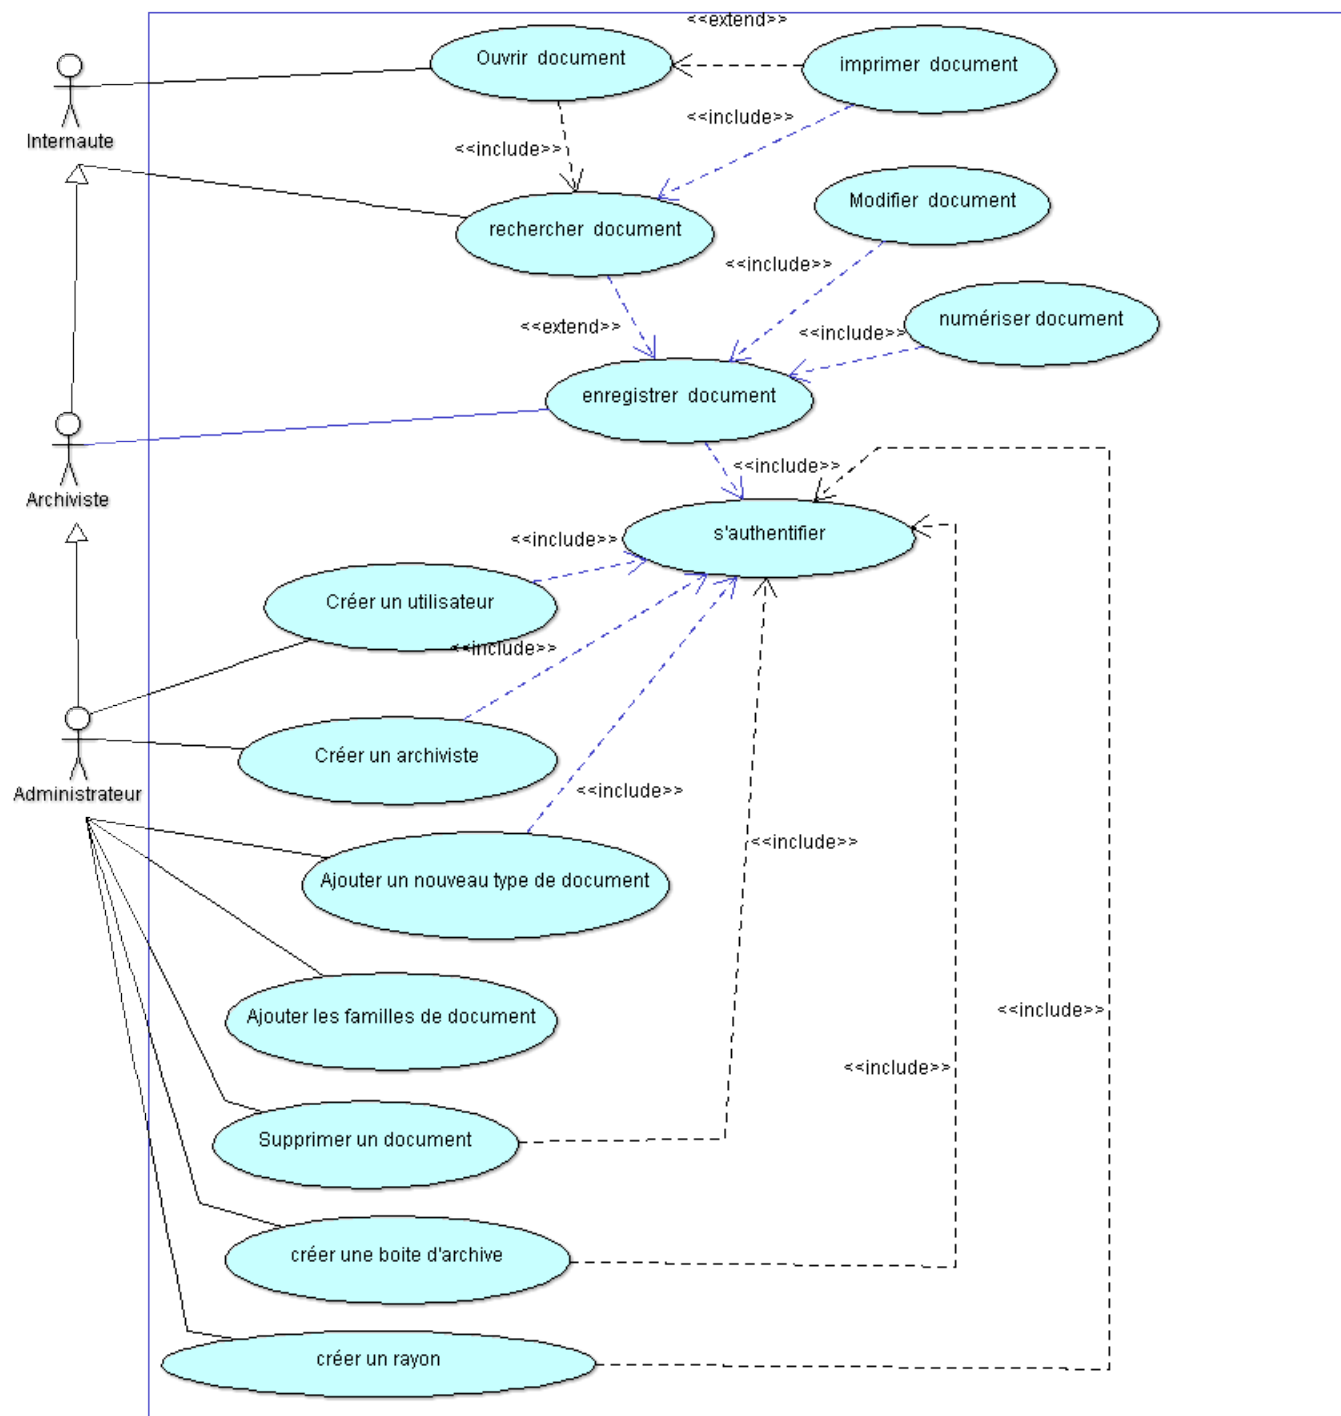 <<extend>>
Ouvrir document
imprimer document
<<include>>
Internaute
<<include>>
Modifier document
rechercher document
<<include>>
numériser document
<<extend>>
<<include>>
enregistrer document
<<include>>
Archiviste
s'authentifier
<<include>>
Créer un utilisateur
<<include>>
Créer un archiviste
Administrateur
<<include>>
<<include>>
Ajouter un nouveau type de document
Ajouter les familles de document
<<include>>
<<include>>
Supprimer un document
créer une boite d'archive
créer un rayon